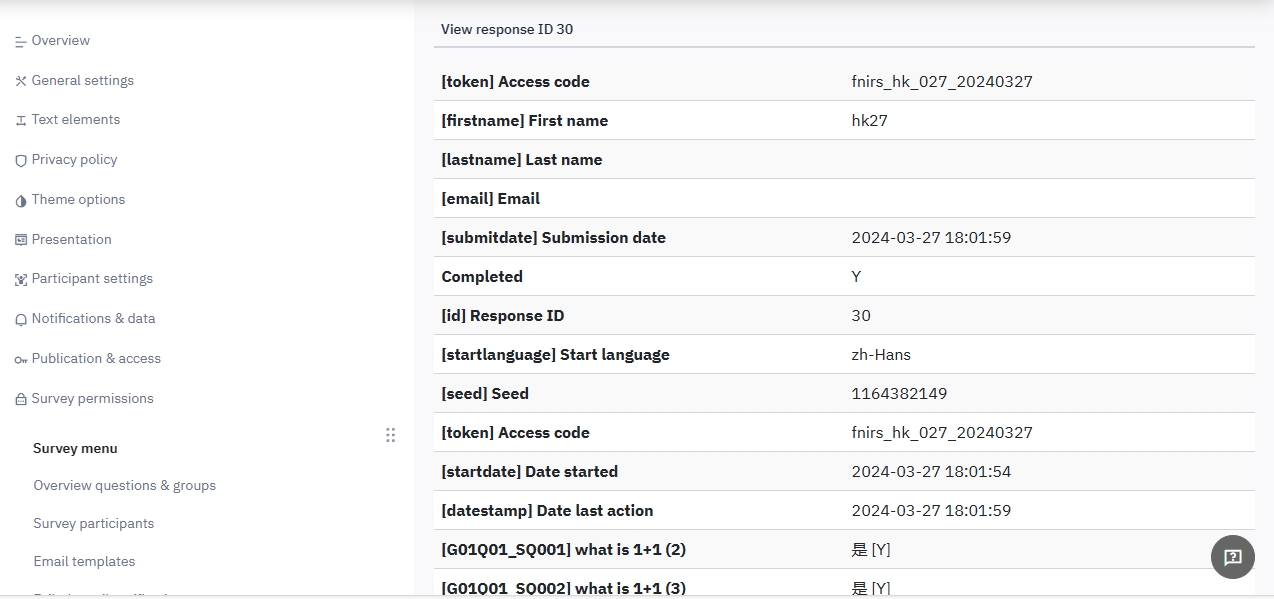 Overview
General settings
Text elements
Privacy policy
Theme options
Presentation
Participant settings
Notifications & data
Publication & access
Survey permissions
Survey menu
Overview questions & groups
Survey participants
Email templates
View response ID 30
[token] Access code fnirs_hk_027_20240327
[firstname] First name hk27
[lastname] Last name
[email] Email
[submitdate] Submission date 2024-03-27 18:01:59
Completed Y
[id] Response ID 30
[startlanguage] Start language zh-Hans
[seed] Seed 1164382149
[token] Access code fnirs_hk_027_20240327
[startdate] Date started 2024-03-27 18:01:54
[datestamp] Date last action 2024-03-27 18:01:59
[G01Q01_SQ001] what is 1+1 (2) 是 [Y]
[G01Q01_SQ002] what is 1+1 (3) 是 [Y]